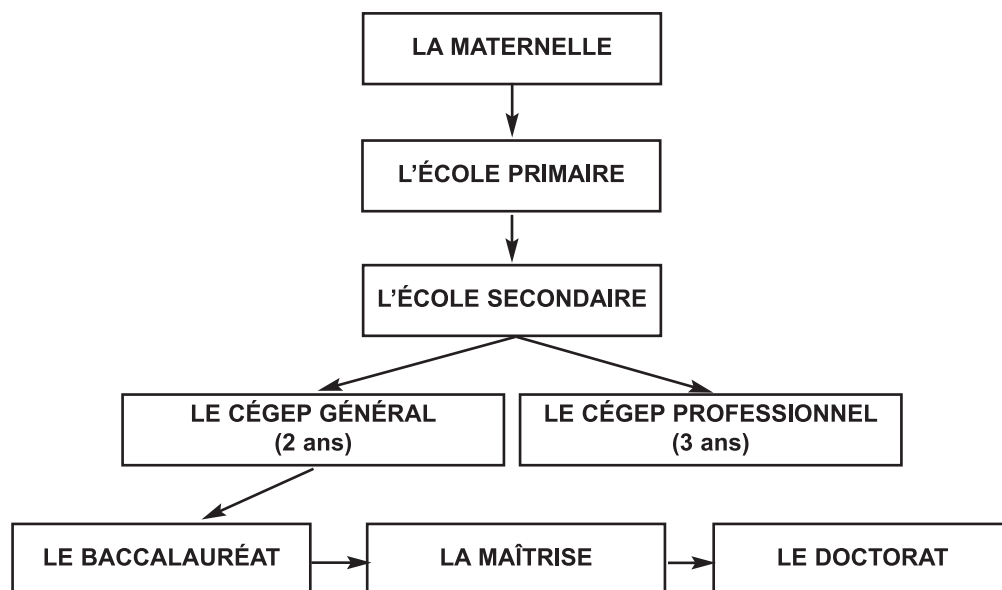 LA MATERNELLE
L’ÉCOLE PRIMAIRE
L’ÉCOLE SECONDAIRE
LE CÉGEP GÉNÉRAL
(2 ans)
LE CÉGEP PROFESSIONNEL
(3 ans)
LE BACCALAURÉAT
LA MAÎTRISE
LE DOCTORAT